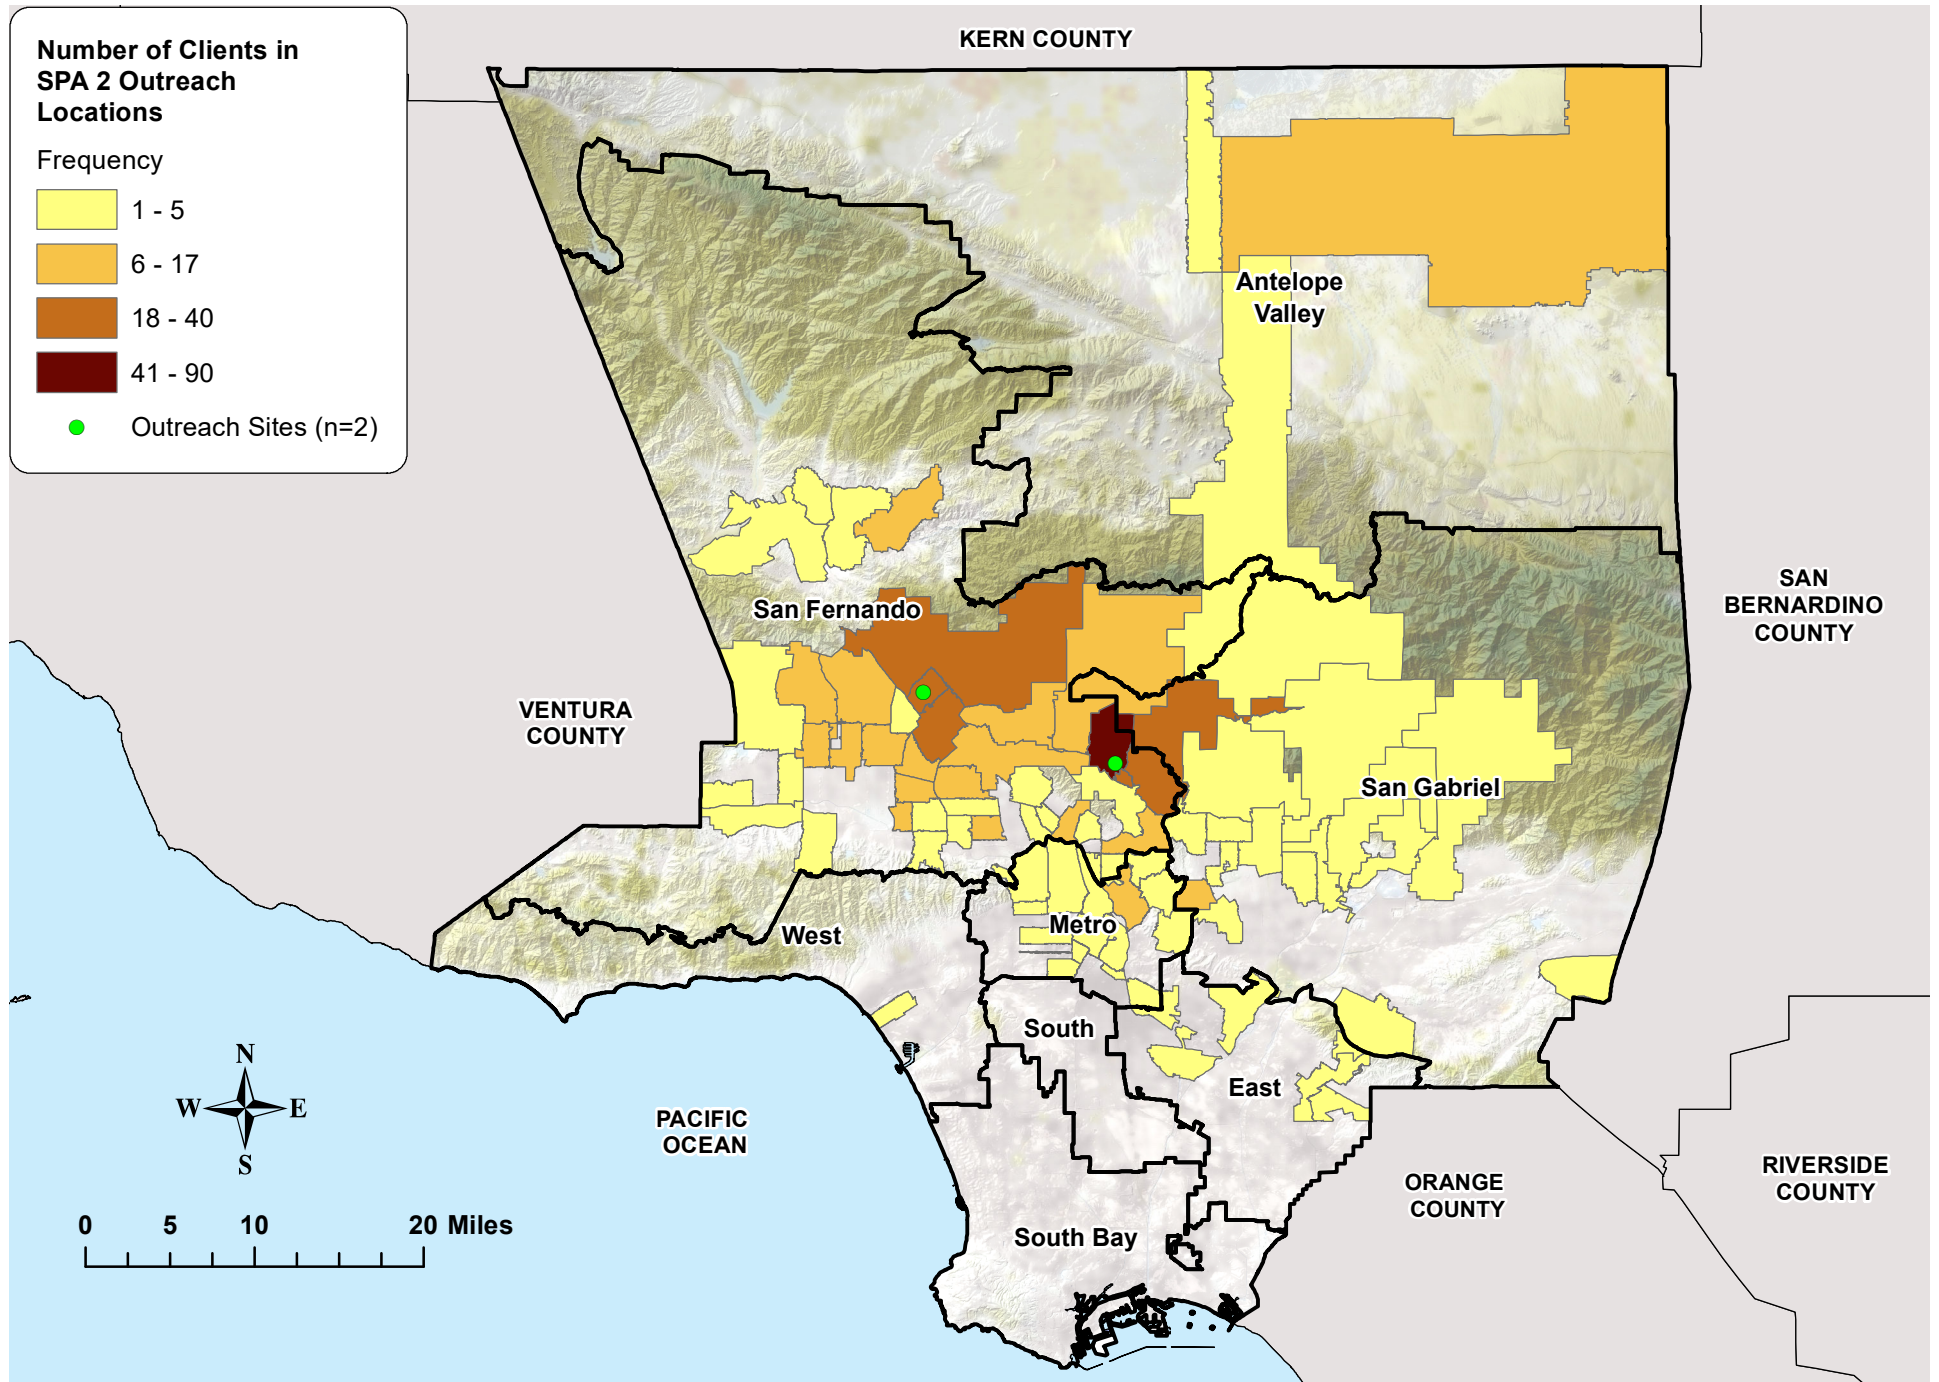 Number of Clients in
SPA 2 Outreach
Locations
Frequency
1 - 5
6 - 17
18 - 40
41 - 90
Outreach Sites (n=2)
KERN COUNTY
Antelope
Valley
SAN
BERNARDINO
COUNTY
San Fernando
VENTURA
COUNTY
San Gabriel
West
Metro
South
East
N
W
E
S
PACIFIC
OCEAN
ORANGE
COUNTY
RIVERSIDE
COUNTY
0 5 10 20 Miles
South Bay